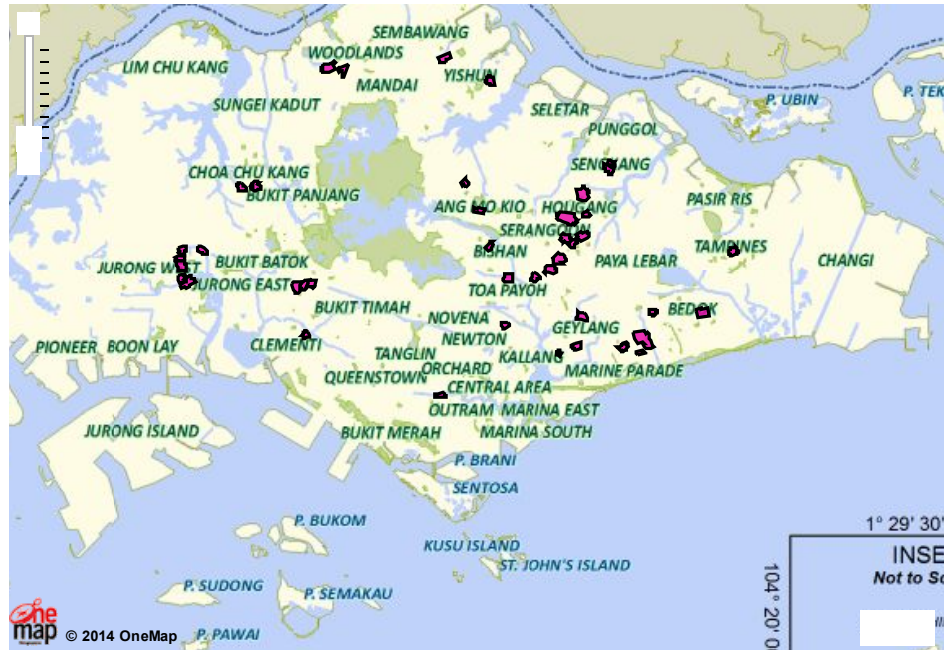 SEMBAWANG
WOODLANDS
LIM CHU KANG
YISHUN
MANDAI
P. UBIN
P. TEK
SUNGEI KADUT
SELETAR
PUNGGOL
SENGKANG
CHOA CHU KANG
BUKIT PANJANG
PASIR RIS
ANG MO KIO
HOUGANG
SERANGOON
BISHAN
TAMPINES
JURONG WEST
BUKIT BATOK
PAYA LEBAR
CHANGI
JURONG EAST
TOA PAYOH
BUKIT TIMAH
BEDOK
NOVENA
GEYLANG
NEWTON
PIONEER
BOON LAY
CLEMENTI
TANGLIN
KALLANG
ORCHARD
MARINE PARADE
QUEENSTOWN
CENTRAL AREA
OUTRAM
MARINA EAST
JURONG ISLAND
BUKIT MERAH
MARINA SOUTH
P. BRANI
SENTOSA
P. BUKOM
1° 29' 30'
KUSU ISLAND
INSE
ST. JOHN'S ISLAND
Not to Sc
104° 20' 0
P. SUDONG
P. SEMAKAU
One
map
© 2014 OneMap
P. PAWAI